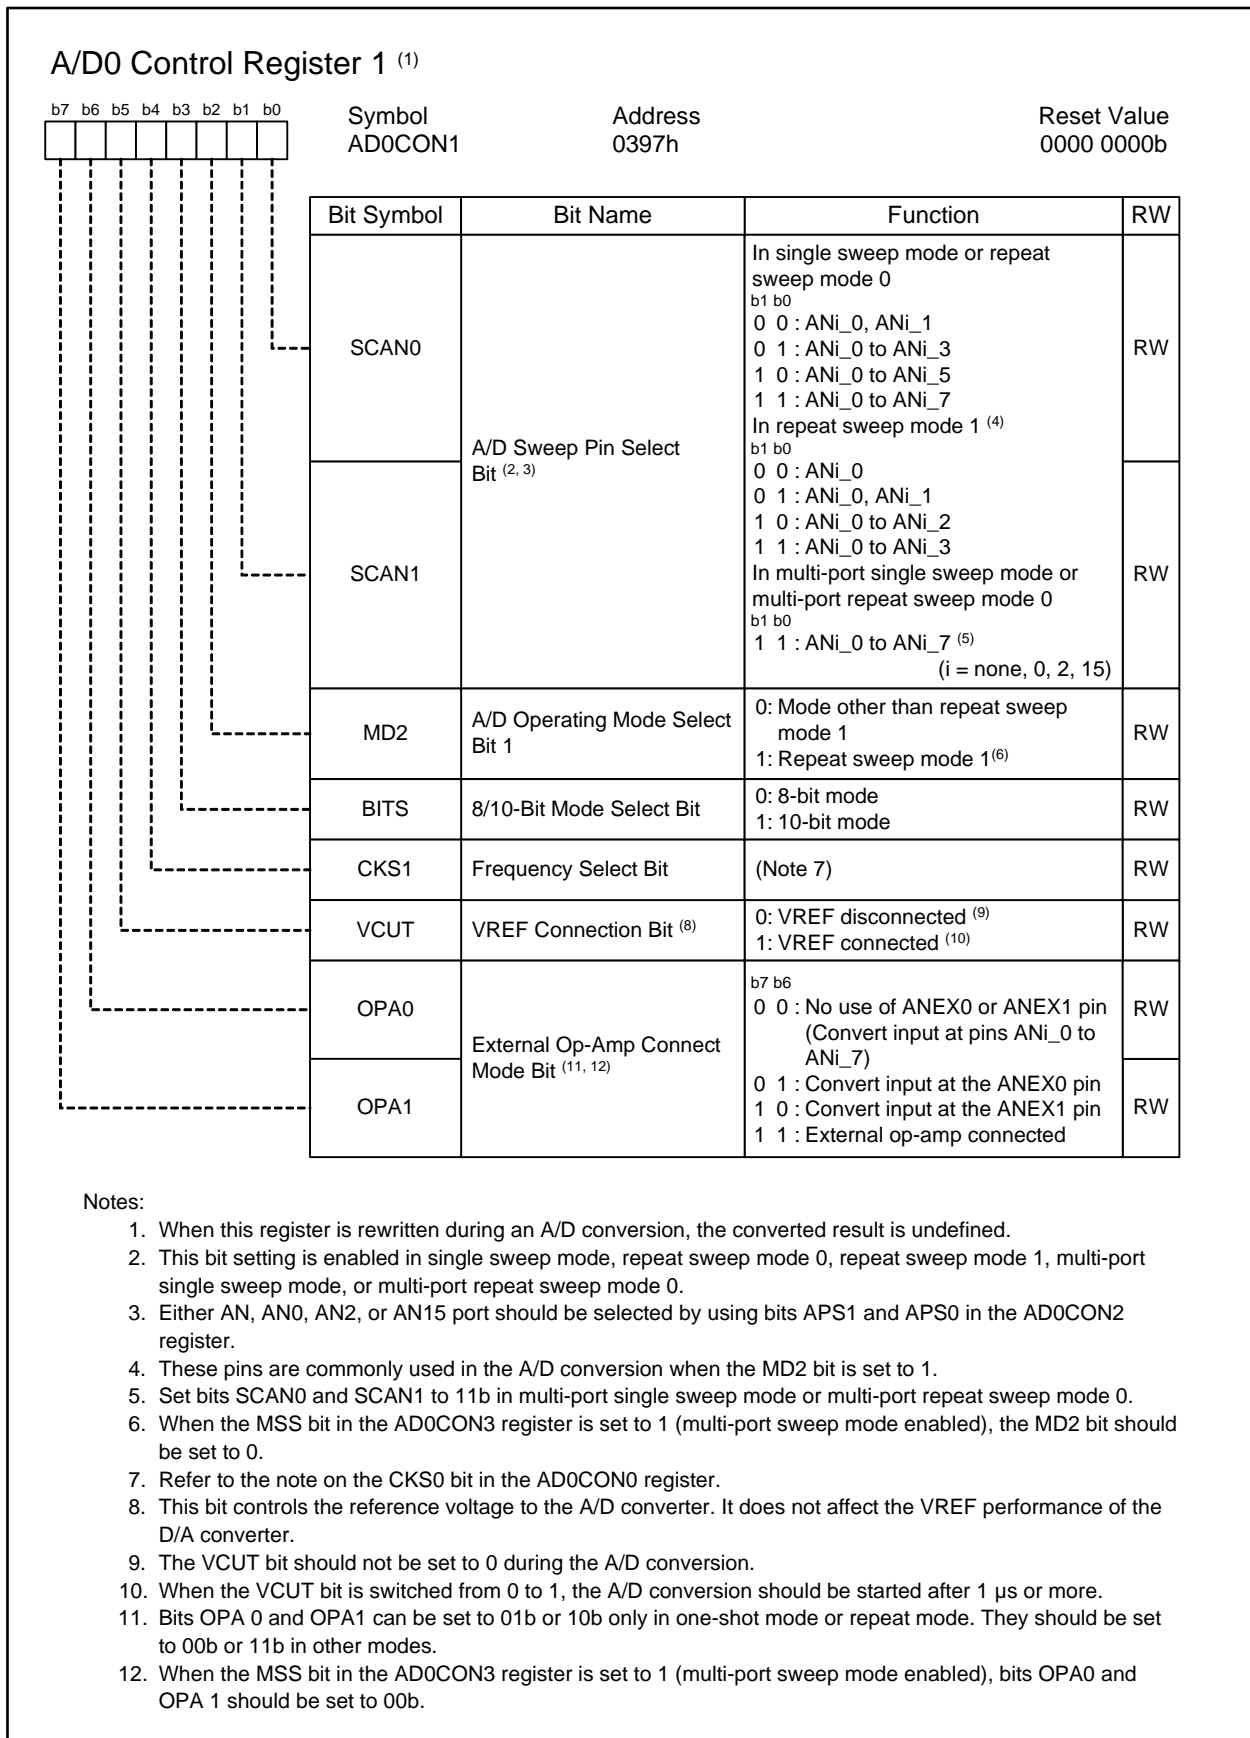 A/D0 Control Register 1 (1)
b7 b6 b5 b4 b3 b2 b1 b0
Symbol Address Reset Value
AD0CON1 0397h 0000 0000b
Bit Symbol Bit Name Function RW
SCAN0
A/D Sweep Pin Select
Bit (2, 3)
In single sweep mode or repeat
sweep mode 0
b1 b0
0 0 : ANi_0, ANi_1
0 1 : ANi_0 to ANi_3
1 0 : ANi_0 to ANi_5
1 1 : ANi_0 to ANi_7
In repeat sweep mode 1 (4)
b1 b0
0 0 : ANi_0
0 1 : ANi_0, ANi_1
1 0 : ANi_0 to ANi_2
1 1 : ANi_0 to ANi_3
In multi-port single sweep mode or
multi-port repeat sweep mode 0
b1 b0
1 1 : ANi_0 to ANi_7 (5)
(i = none, 0, 2, 15)
RW
SCAN1
RW
MD2
A/D Operating Mode Select
Bit 1
0: Mode other than repeat sweep
mode 1
1: Repeat sweep mode 1(6)
RW
BITS
8/10-Bit Mode Select Bit
0: 8-bit mode
1: 10-bit mode
RW
CKS1
Frequency Select Bit
(Note 7)
RW
VCUT
VREF Connection Bit (8)
0: VREF disconnected (9)
1: VREF connected (10)
RW
OPA0
External Op-Amp Connect
Mode Bit (11, 12)
b7 b6
0 0 : No use of ANEX0 or ANEX1 pin
(Convert input at pins ANi_0 to
ANi_7)
0 1 : Convert input at the ANEX0 pin
1 0 : Convert input at the ANEX1 pin
1 1 : External op-amp connected
RW
OPA1
RW
Notes:
1. When this register is rewritten during an A/D conversion, the converted result is undefined.
2. This bit setting is enabled in single sweep mode, repeat sweep mode 0, repeat sweep mode 1, multi-port
single sweep mode, or multi-port repeat sweep mode 0.
3. Either AN, AN0, AN2, or AN15 port should be selected by using bits APS1 and APS0 in the AD0CON2
register.
4. These pins are commonly used in the A/D conversion when the MD2 bit is set to 1.
5. Set bits SCAN0 and SCAN1 to 11b in multi-port single sweep mode or multi-port repeat sweep mode 0.
6. When the MSS bit in the AD0CON3 register is set to 1 (multi-port sweep mode enabled), the MD2 bit should
be set to 0.
7. Refer to the note on the CKS0 bit in the AD0CON0 register.
8. This bit controls the reference voltage to the A/D converter. It does not affect the VREF performance of the
D/A converter.
9. The VCUT bit should not be set to 0 during the A/D conversion.
10. When the VCUT bit is switched from 0 to 1, the A/D conversion should be started after 1 µs or more.
11. Bits OPA 0 and OPA1 can be set to 01b or 10b only in one-shot mode or repeat mode. They should be set
to 00b or 11b in other modes.
12. When the MSS bit in the AD0CON3 register is set to 1 (multi-port sweep mode enabled), bits OPA0 and
OPA 1 should be set to 00b.